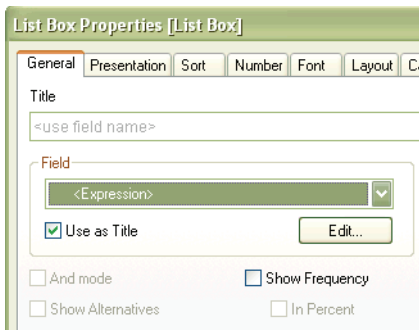 List Box Properties [List Box]
General Presentation Sort Number Font Layout
Title
<use field name>
Field
<Expression>
Use as Title Edit...
And mode Show Frequency
Show Alternatives In Percent